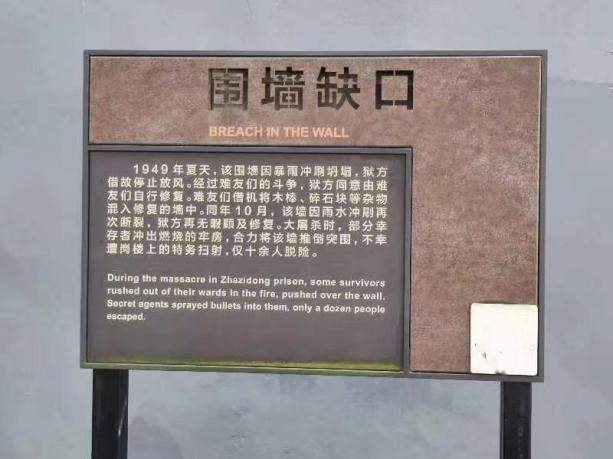 围墙缺口
BREACH IN THE WALL
1949年夏天，该围墙因暴雨冲刷坍塌，狱方
借故停止放风。经过难友们的斗争，狱方同意由难
友们自行修复。难友们借机将木棒、碎石块等杂物
混入修复的墙中。同年10月，该墙因雨水冲刷再
次断裂，狱方再无暇顾及修复。大屠杀时，部分幸
存者冲出燃烧的牢房，合力将该墙推倒突围，不幸
遭岗楼上的特务扫射，仅十余人脱险。
During the massacre in Zhazidong prison, some survivors
rushed out of their wards in the fire, pushed over the wall.
Secret agents sprayed bullets into them, only a dozen people
escaped.